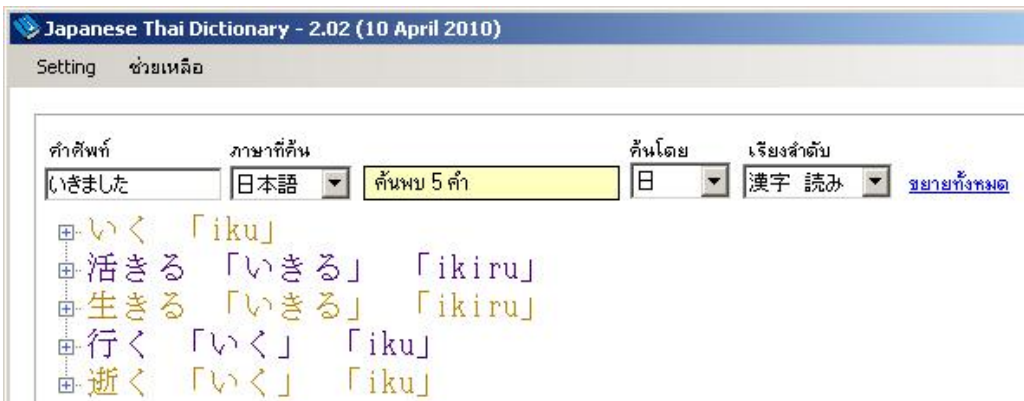 Japanese Thai Dictionary - 2.02 (10 April 2010)
Setting ช่วยเหลือ
คำศัพท์ ภาษาที่ค้น ค้นโดย เรียงลำดับ
いきました 日本語 ค้นพบ 5 คำ 日 漢字 読み ขยายทั้งหมด
いく 「iku」
活きる 「いきる」 「ikiru」
生きる 「いきる」 「ikiru」
行く 「いく」 「iku」
逝く 「いく」 「iku」